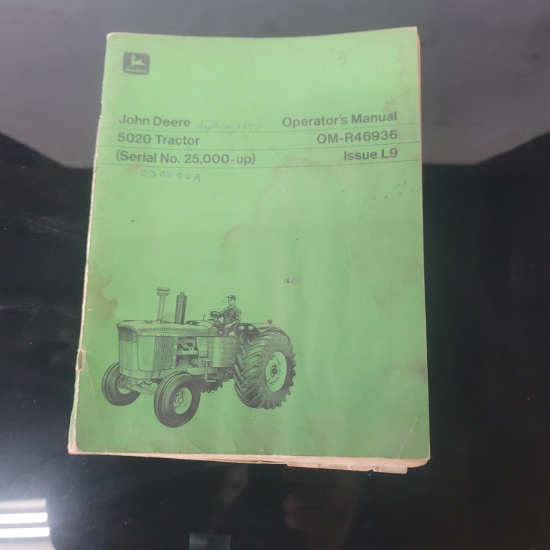 John Deere Operator's Manual
5020 Tractor OM-R46936
(Serial No. 25,000-up) Issue L9